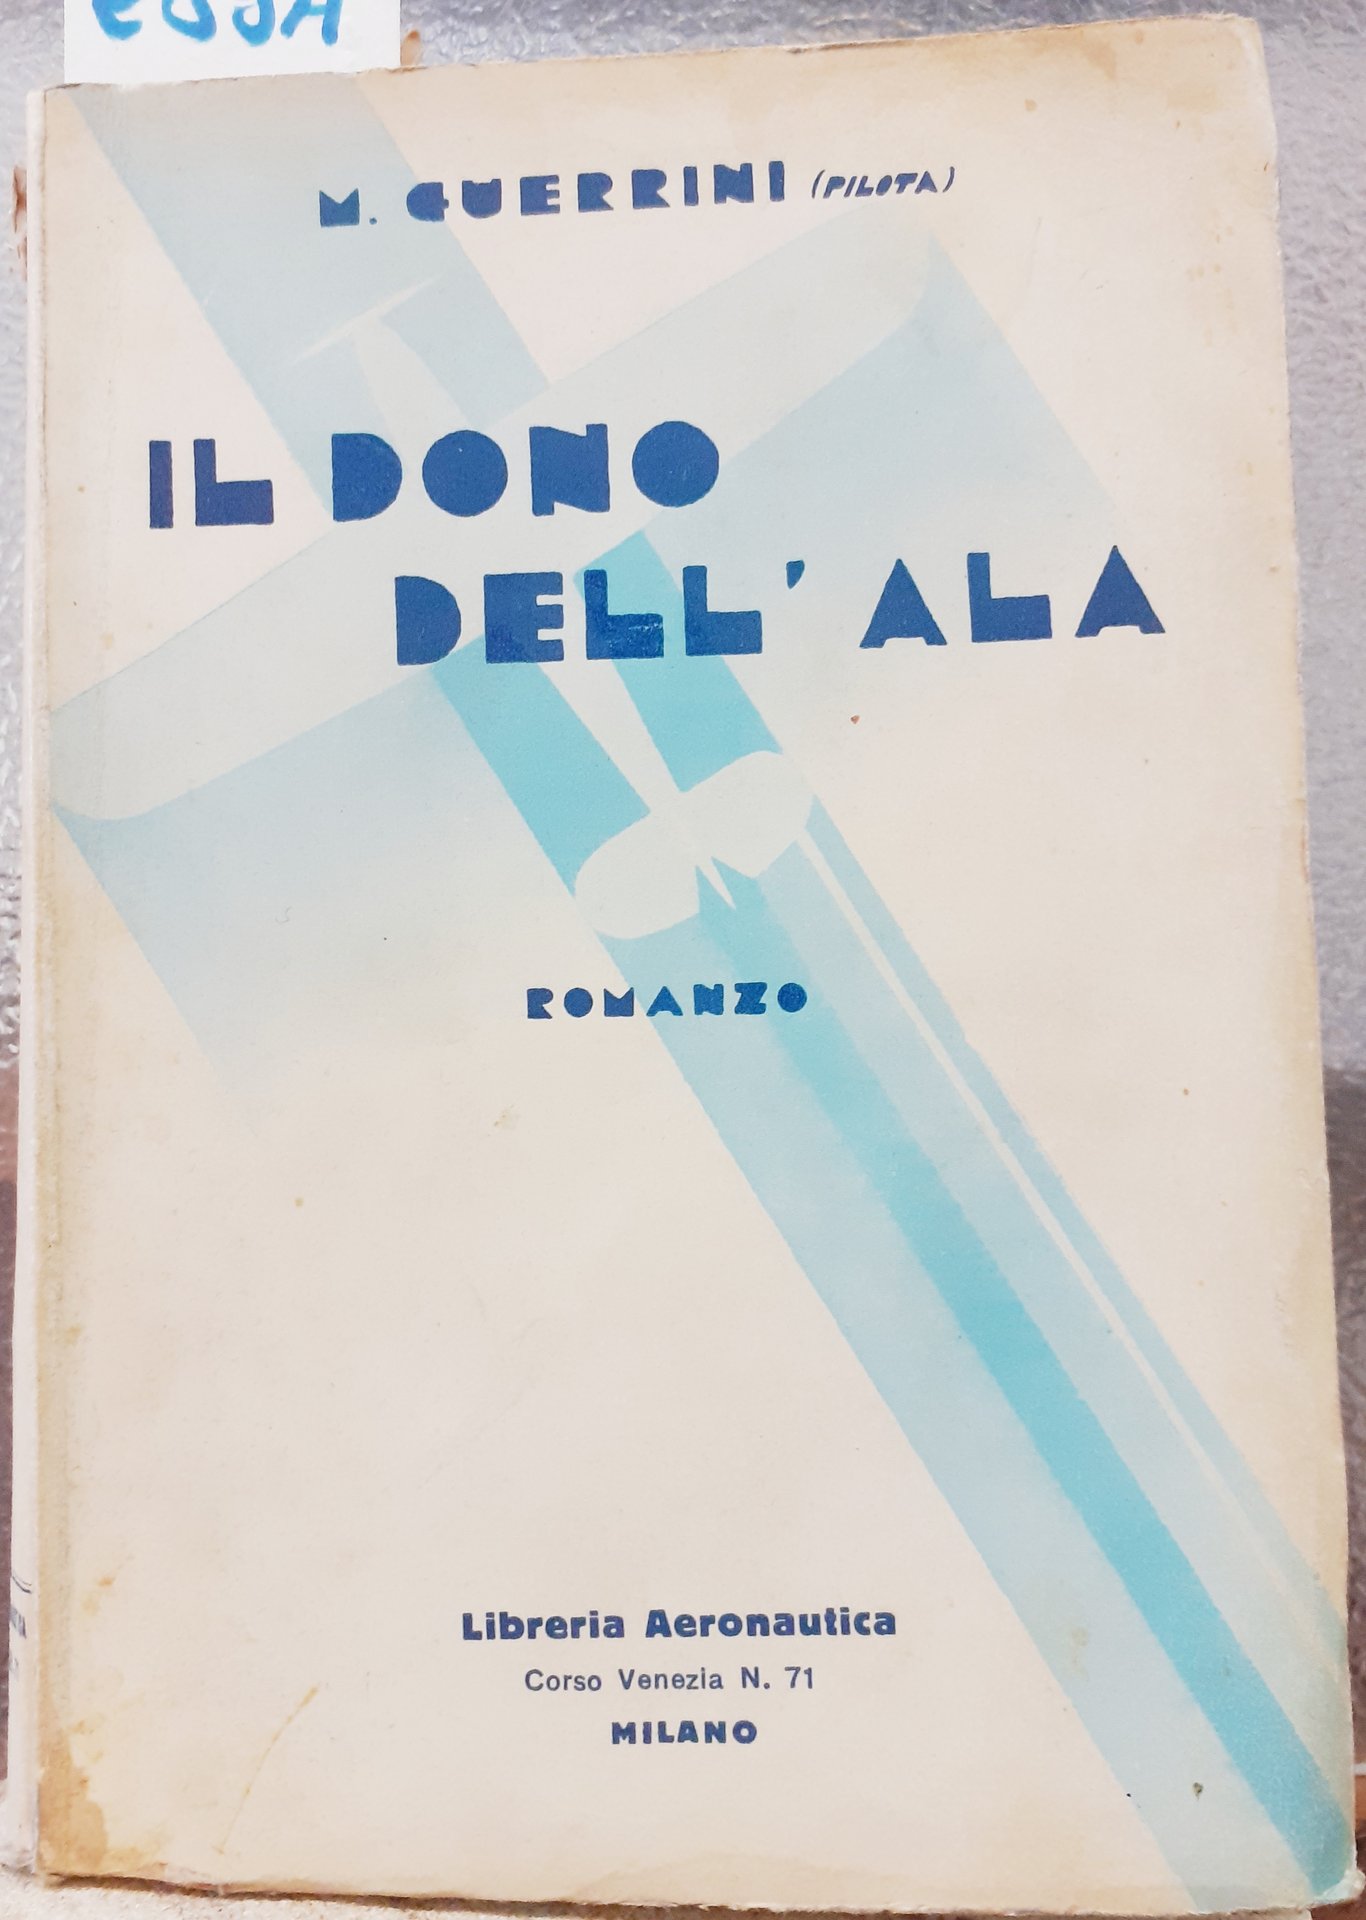 M. GUERRINI (PILOTA)
IL DONO
DELL' ALA
ROMANZO
Libreria Aeronautica
Corso Venezia N. 71
MILANO